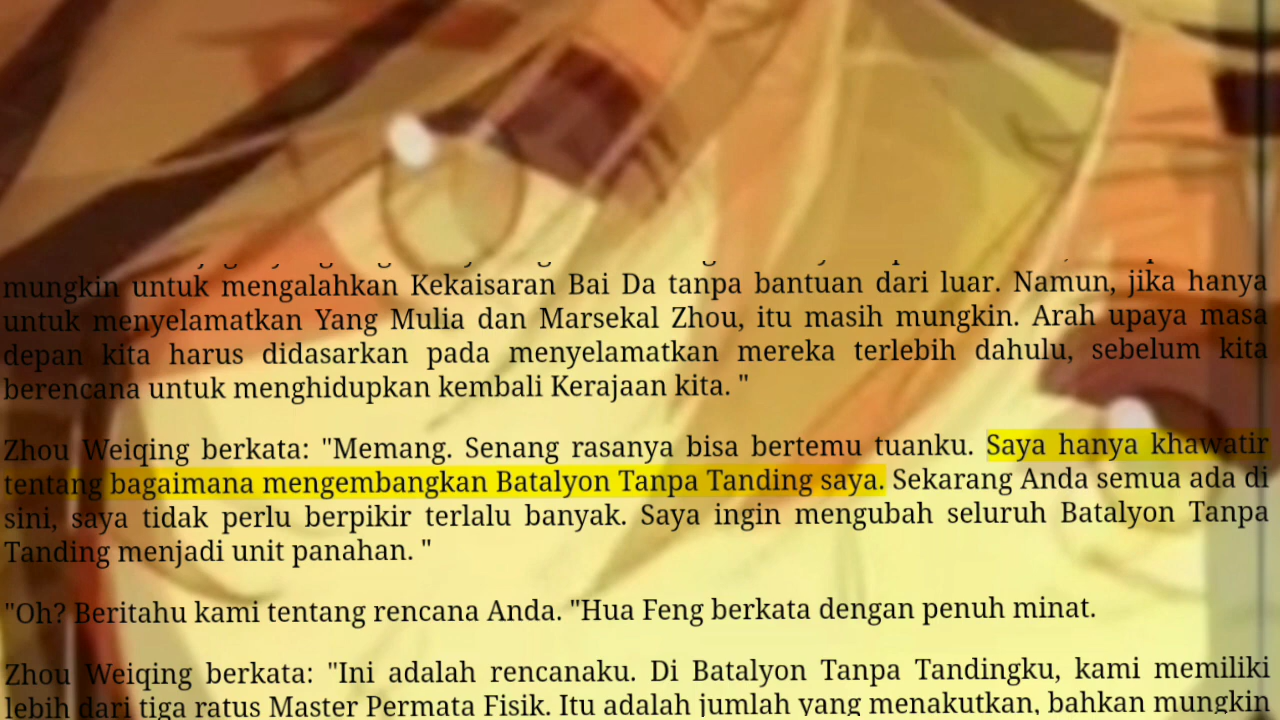 mungkin untuk mengalahkan Kekaisaran Bai Da tanpa bantuan dari luar. Namun, jika hanya
untuk menyelamatkan Yang Mulia dan Marsekal Zhou, itu masih mungkin. Arah upaya masa
depan kita harus didasarkan pada menyelamatkan mereka terlebih dahulu, sebelum kita
berencana untuk menghidupkan kembali Kerajaan kita. "
Zhou Weiqing berkata: "Memang. Senang rasanya bisa bertemu tuanku. Saya hanya khawatir
tentang bagaimana mengembangkan Batalyon Tanpa Tanding saya. Sekarang Anda semua ada di
sini, saya tidak perlu berpikir terlalu banyak. Saya ingin mengubah seluruh Batalyon Tanpa
Tanding menjadi unit panahan. "
"Oh? Beritahu kami tentang rencana Anda. "Hua Feng berkata dengan penuh minat.
Zhou Weiqing berkata: "Ini adalah rencanaku. Di Batalyon Tanpa Tandingku, kami memiliki
lebih dari tiga ratus Master Permata Fisik. Itu adalah jumlah yang menakutkan, bahkan mungkin